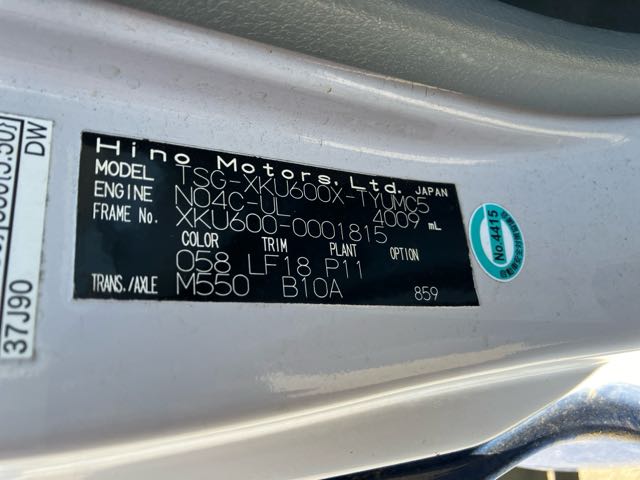 Hino Motors, Ltd. JAPAN
MODEL TSG-XKU600X-TYUMC5
ENGINE N04C-UL 4009 mL
FRAME No. XKU600-0001815
COLOR TRIM PLANT OPTION
058 LF18 P11
TRANS./AXLE M550 B10A 859
No.4415
DW
37J90